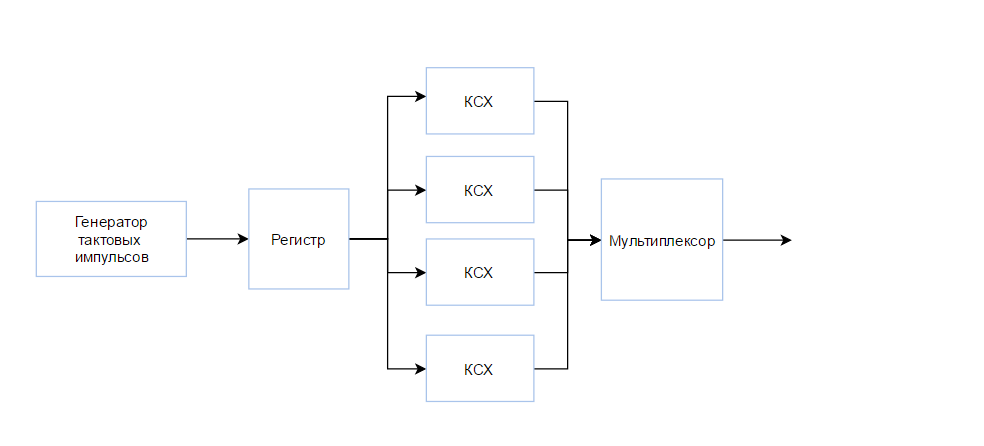 Генератор
тактовых
импульсов
Регистр
КСХ
КСХ
КСХ
КСХ
Мультиплексор